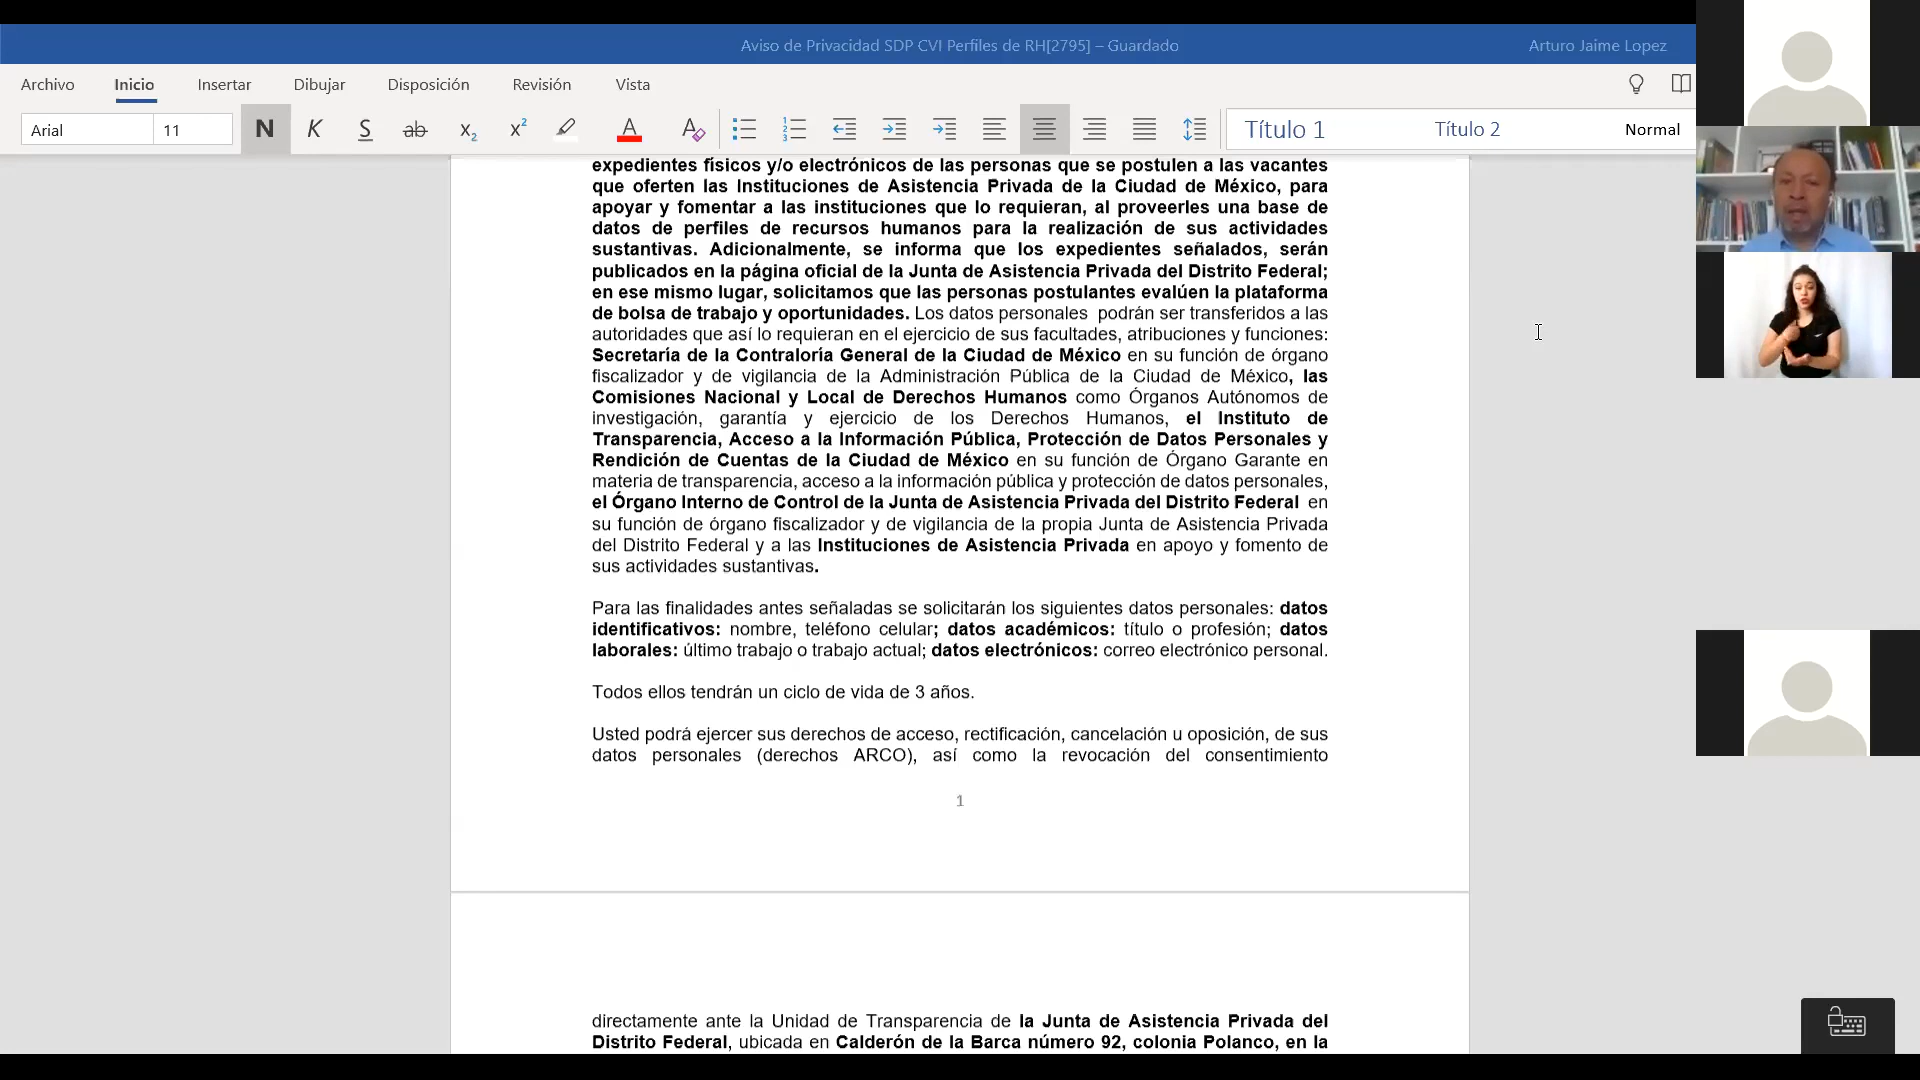 Aviso de Privacidad SDP CVI Perfiles de RH[2795] – Guardado
Arturo Jaime Lopez
Archivo Inicio Insertar Dibujar Disposición Revisión Vista
Arial 11 N K S ab x₂ x² A A Título 1 Título 2 Normal
expedientes físicos y/o electrónicos de las personas que se postulen a las vacantes
que oferten las Instituciones de Asistencia Privada de la Ciudad de México, para
apoyar y fomentar a las instituciones que lo requieran, al proveerles una base de
datos de perfiles de recursos humanos para la realización de sus actividades
sustantivas. Adicionalmente, se informa que los expedientes señalados, serán
publicados en la página oficial de la Junta de Asistencia Privada del Distrito Federal;
en ese mismo lugar, solicitamos que las personas postulantes evalúen la plataforma
de bolsa de trabajo y oportunidades. Los datos personales podrán ser transferidos a las
autoridades que así lo requieran en el ejercicio de sus facultades, atribuciones y funciones:
Secretaría de la Contraloría General de la Ciudad de México en su función de órgano
fiscalizador y de vigilancia de la Administración Pública de la Ciudad de México, las
Comisiones Nacional y Local de Derechos Humanos como Órganos Autónomos de
investigación, garantía y ejercicio de los Derechos Humanos, el Instituto de
Transparencia, Acceso a la Información Pública, Protección de Datos Personales y
Rendición de Cuentas de la Ciudad de México en su función de Órgano Garante en
materia de transparencia, acceso a la información pública y protección de datos personales,
el Órgano Interno de Control de la Junta de Asistencia Privada del Distrito Federal en
su función de órgano fiscalizador y de vigilancia de la propia Junta de Asistencia Privada
del Distrito Federal y a las Instituciones de Asistencia Privada en apoyo y fomento de
sus actividades sustantivas.
Para las finalidades antes señaladas se solicitarán los siguientes datos personales: datos
identificativos: nombre, teléfono celular; datos académicos: título o profesión; datos
laborales: último trabajo o trabajo actual; datos electrónicos: correo electrónico personal.
Todos ellos tendrán un ciclo de vida de 3 años.
Usted podrá ejercer sus derechos de acceso, rectificación, cancelación u oposición, de sus
datos personales (derechos ARCO), así como la revocación del consentimiento
1
directamente ante la Unidad de Transparencia de la Junta de Asistencia Privada del
Distrito Federal, ubicada en Calderón de la Barca número 92, colonia Polanco, en la